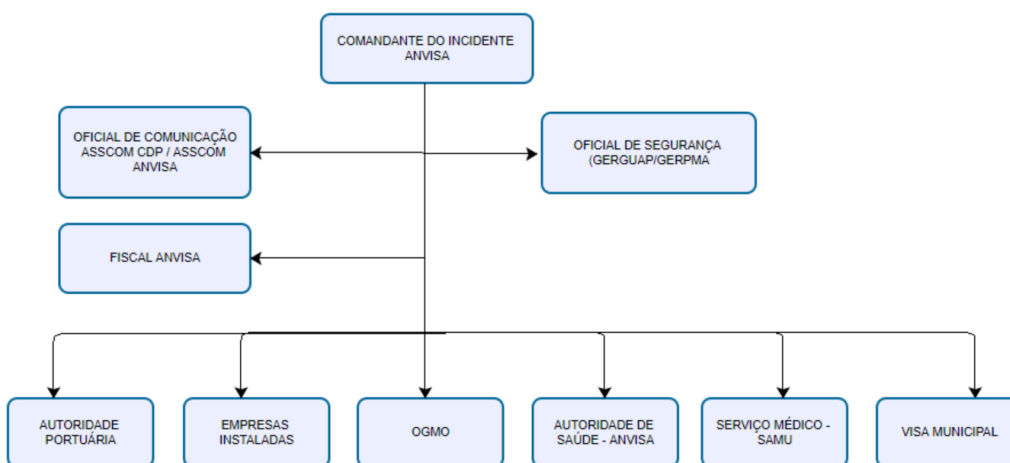 COMANDANTE DO INCIDENTE
ANVISA
OFICIAL DE COMUNICAÇÃO
ASSCOM CDP / ASSCOM
ANVISA
OFICIAL DE SEGURANÇA
(GERGUAP/GERPMA
FISCAL ANVISA
AUTORIDADE
PORTUÁRIA
EMPRESAS
INSTALADAS
OGMO
AUTORIDADE DE
SAÚDE - ANVISA
SERVIÇO MÉDICO -
SAMU
VISA MUNICIPAL